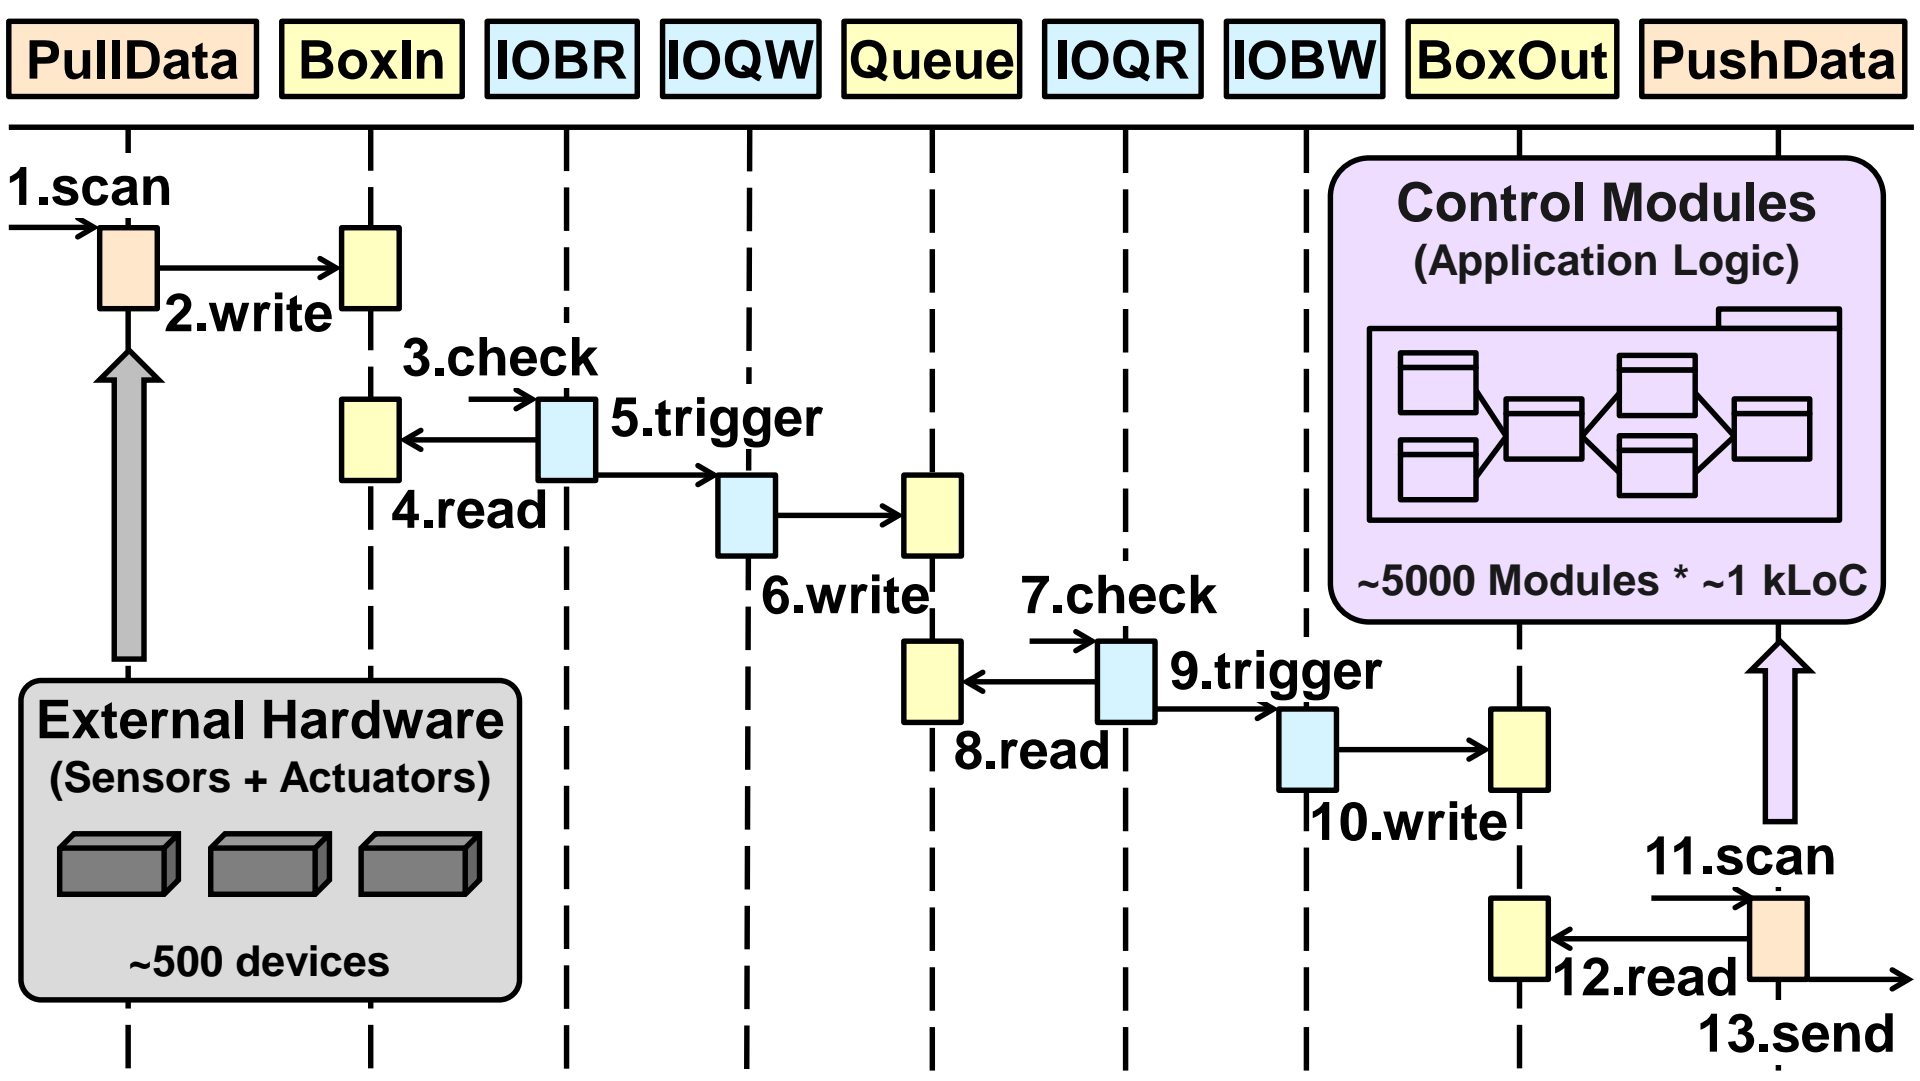 PullData
BoxIn
IOBR
IOQW
Queue
IOQR
IOBW
BoxOut
PushData
1.scan
2.write
3.check
4.read
5.trigger
6.write
7.check
8.read
9.trigger
10.write
11.scan
12.read
13.send
Control Modules
(Application Logic)
~5000 Modules * ~1 kLoC
External Hardware
(Sensors + Actuators)
~500 devices